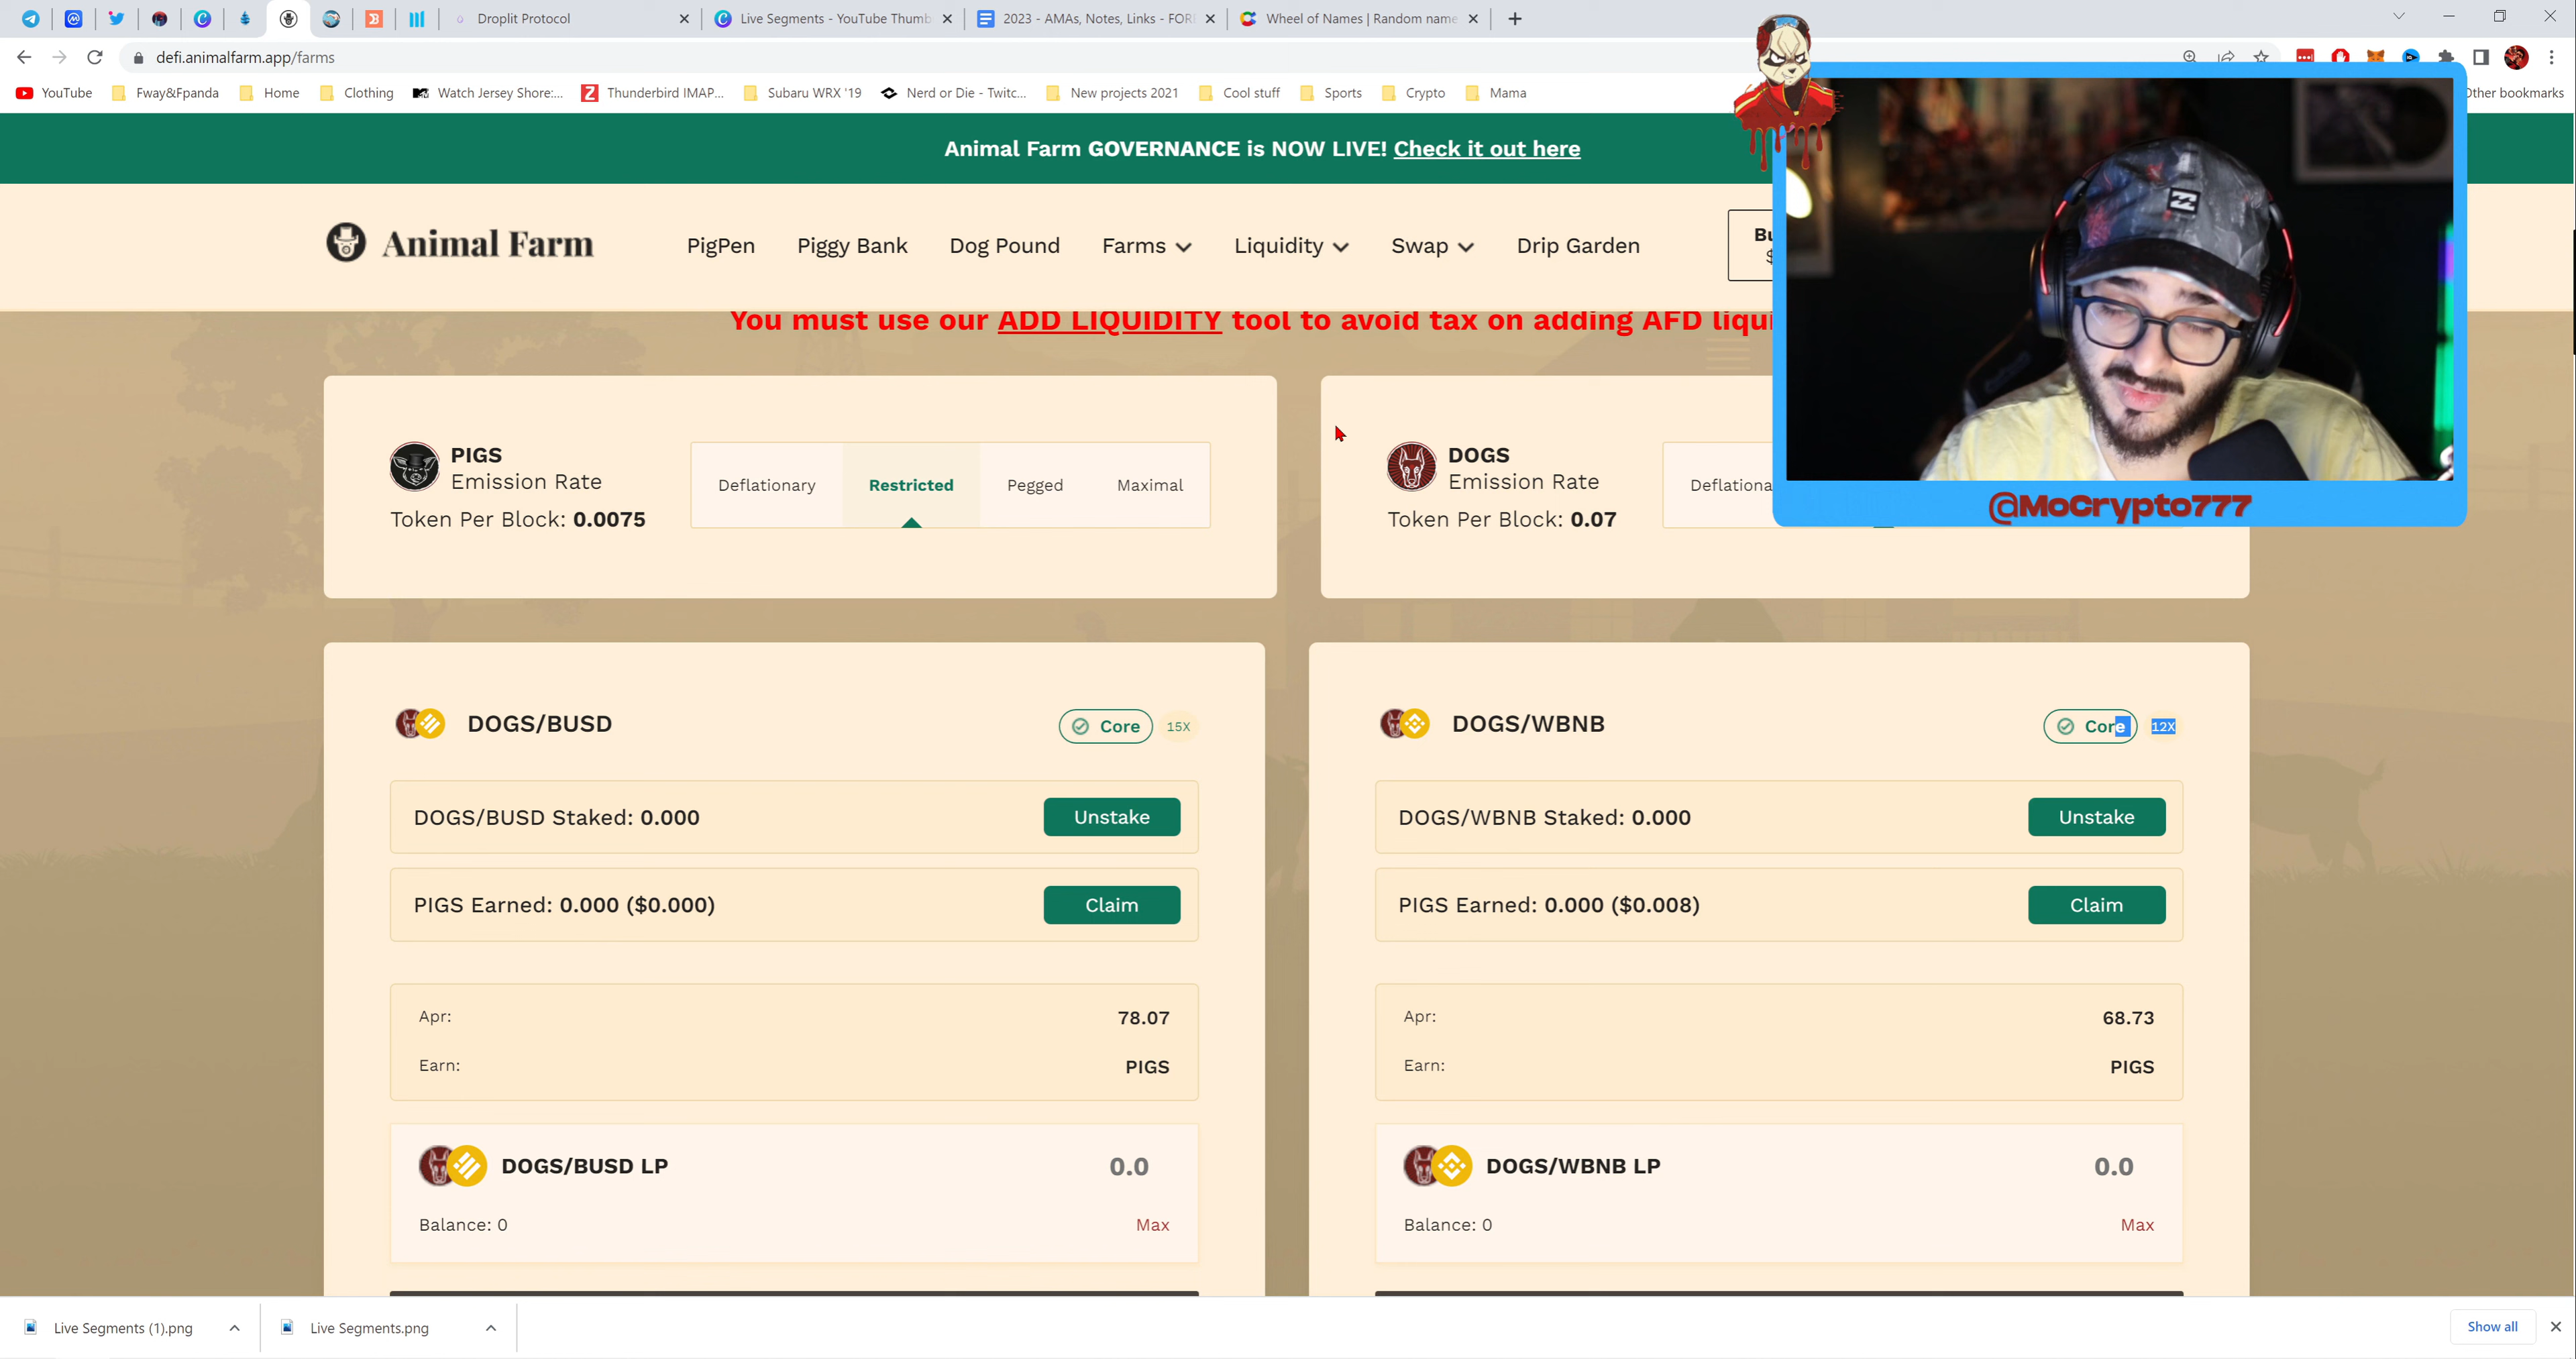 Droplit Protocol
Live Segments - YouTube Thumb
2023 - AMAs, Notes, Links - FOR
Wheel of Names | Random name
defi.animalfarm.app/farms
YouTube
Fway&Fpanda
Home
Clothing
Watch Jersey Shore:...
Thunderbird IMAP...
Subaru WRX '19
Nerd or Die - Twitc...
New projects 2021
Cool stuff
Sports
Crypto
Mama
Other bookmarks
Animal Farm GOVERNANCE is NOW LIVE! Check it out here
Animal Farm
PigPen
Piggy Bank
Dog Pound
Farms
Liquidity
Swap
Drip Garden
Bu
$
You must use our ADD LIQUIDITY tool to avoid tax on adding AFD liqui
PIGS
Emission Rate
Token Per Block: 0.0075
Deflationary
Restricted
Pegged
Maximal
DOGS
Emission Rate
Token Per Block: 0.07
Deflationa
@MoCrypto777
DOGS/BUSD
Core
15X
DOGS/BUSD Staked: 0.000
Unstake
PIGS Earned: 0.000 ($0.000)
Claim
Apr:
78.07
Earn:
PIGS
DOGS/BUSD LP
0.0
Balance: 0
Max
DOGS/WBNB
Core
12X
DOGS/WBNB Staked: 0.000
Unstake
PIGS Earned: 0.000 ($0.008)
Claim
Apr:
68.73
Earn:
PIGS
DOGS/WBNB LP
0.0
Balance: 0
Max
Live Segments (1).png
Live Segments.png
Show all